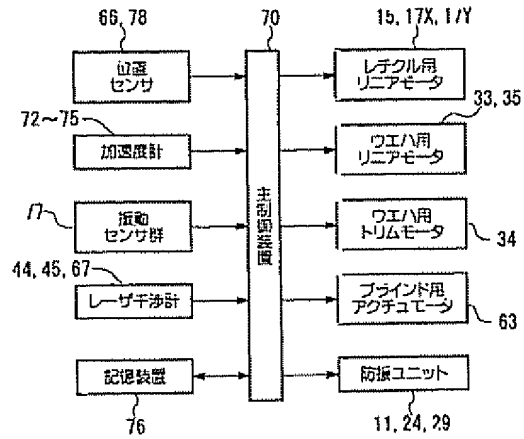 66, 78
70
15, 17X, 17Y
位置
センサ
レチクル用
リニアモータ
33, 35
72〜75
加速度計
ウエハ用
リニアモータ
77
振動
センサ群
主制御装置
ウエハ用
トリムモータ
34
44, 45, 67
レーザ干渉計
ブラインド用
アクチュモータ
63
記憶装置
76
防振ユニット
11, 24, 29